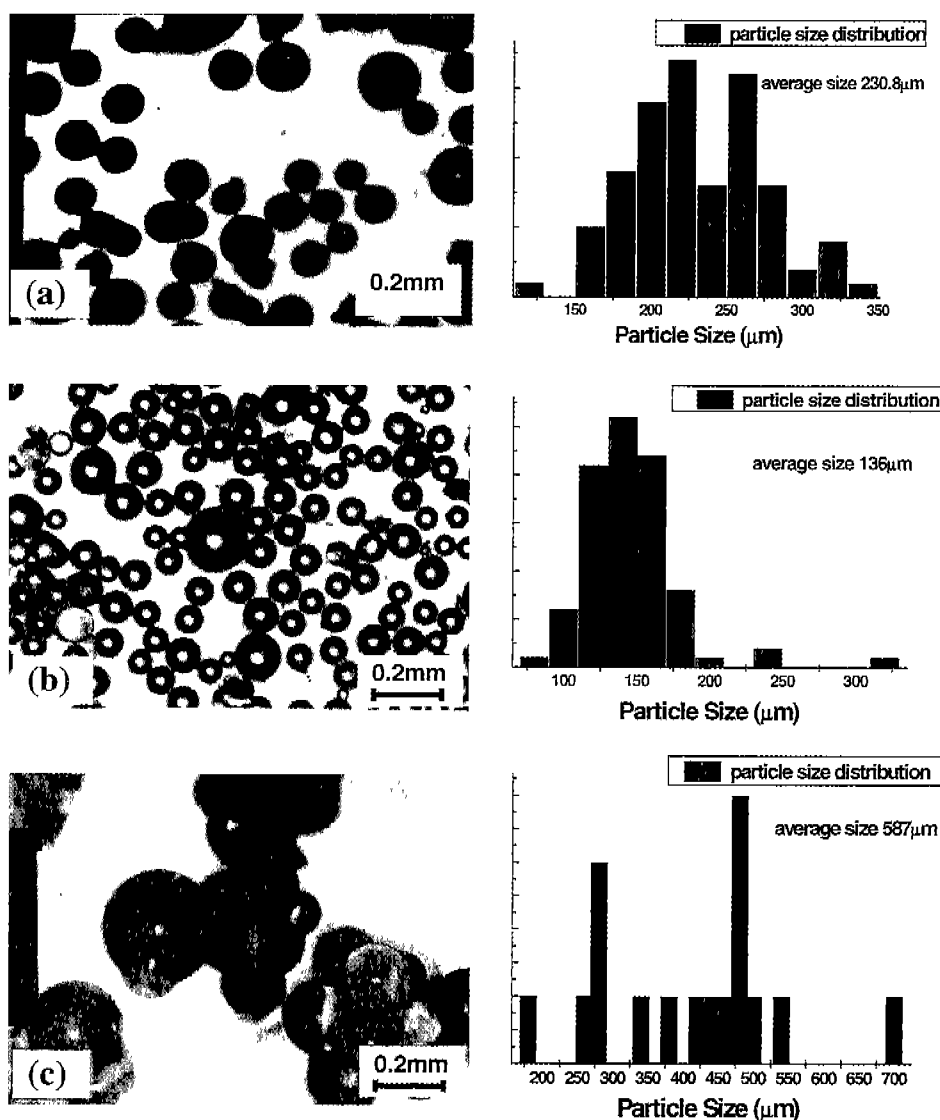 particle size distribution
average size 230.8μm
(a)
0.2mm
150 200 250 300 350
Particle Size (μm)
particle size distribution
average size 136μm
(b)
0.2mm
100 150 200 250 300
Particle Size (μm)
particle size distribution
average size 587μm
(c)
0.2mm
200 250 300 350 400 450 500 550 600 650 700
Particle Size (μm)